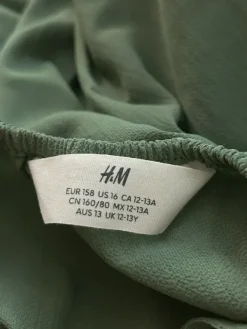 H&M
EUR 158 US 16 CA 12-13A
CN 160/80 MX 12-13A
AUS 13 UK 12-13Y